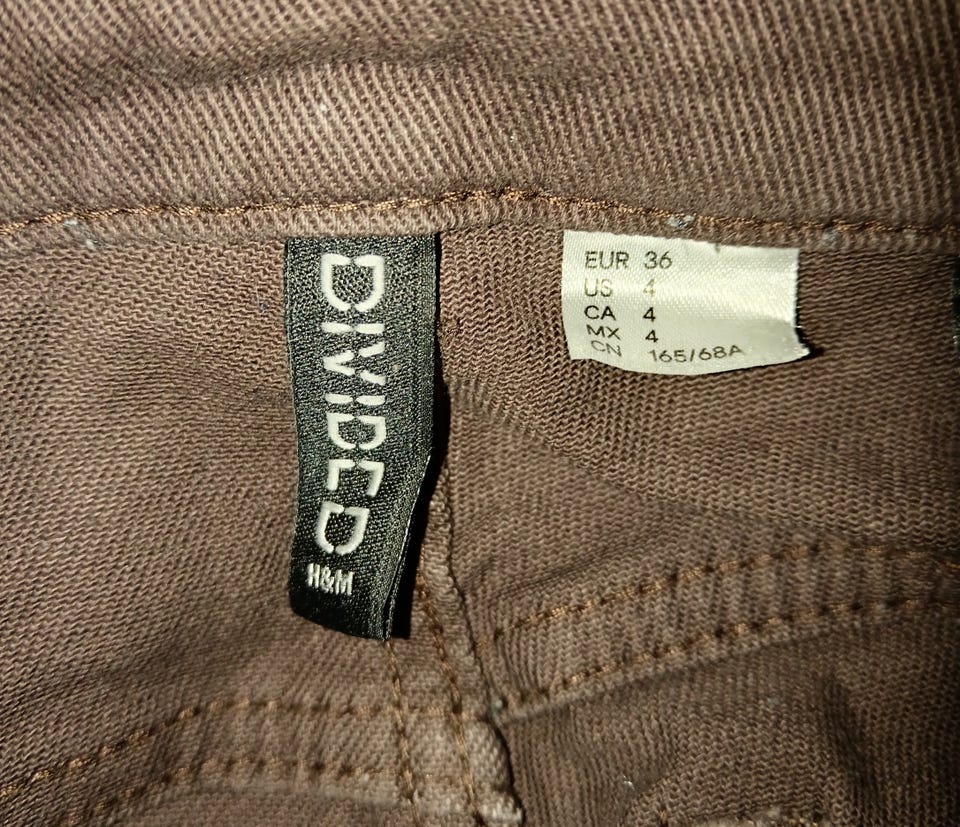 DIVIDED
H&M
EUR 36
US 4
CA 4
MX 4
CN 165/68A